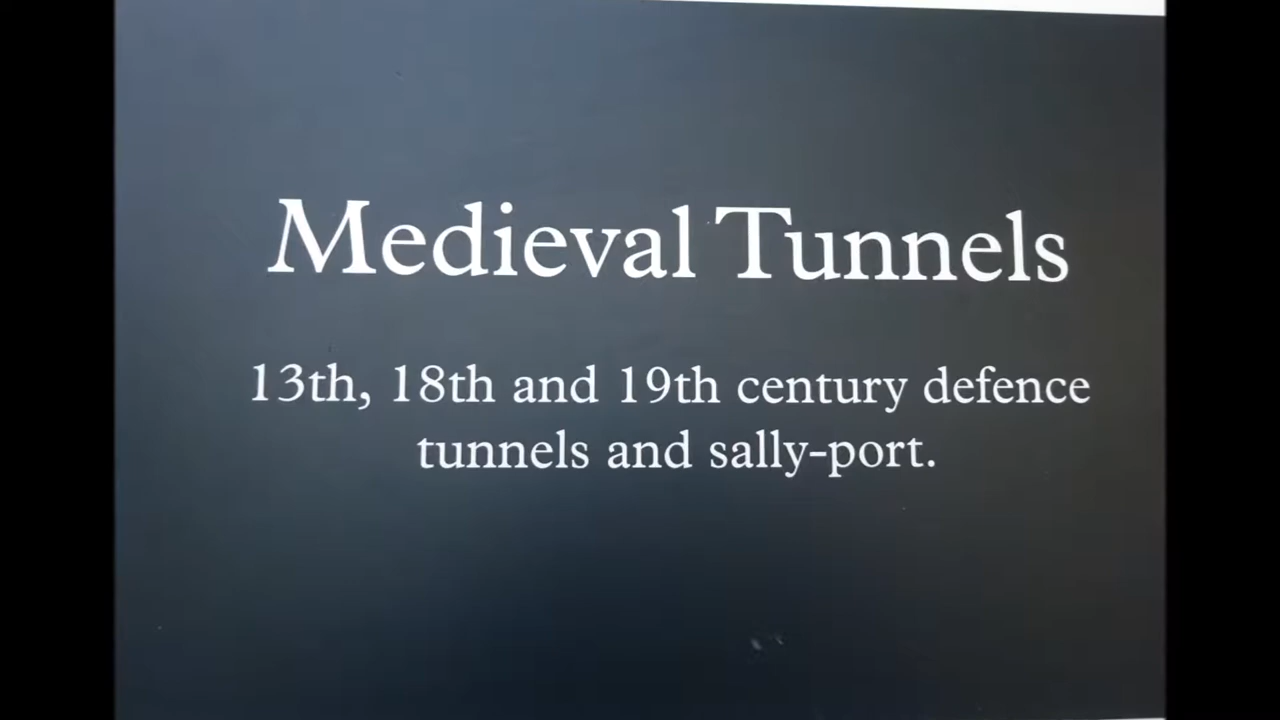 Medieval Tunnels
13th, 18th and 19th century defence
tunnels and sally-port.